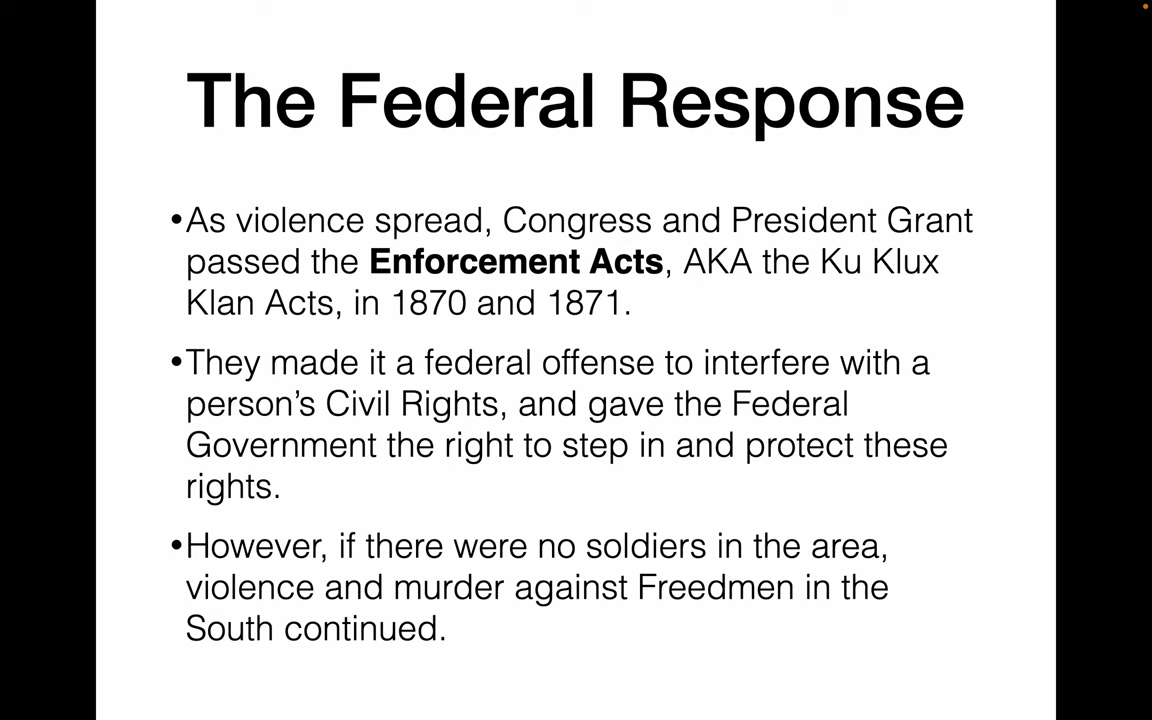 The Federal Response
•As violence spread, Congress and President Grant
passed the Enforcement Acts, AKA the Ku Klux
Klan Acts, in 1870 and 1871.
•They made it a federal offense to interfere with a
person’s Civil Rights, and gave the Federal
Government the right to step in and protect these
rights.
•However, if there were no soldiers in the area,
violence and murder against Freedmen in the
South continued.